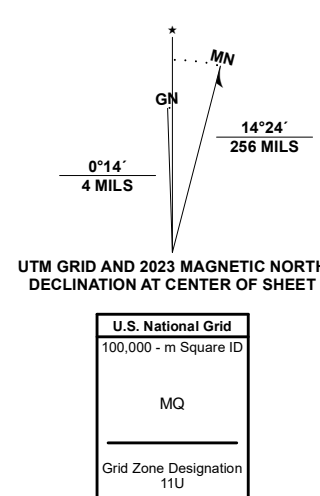 ★
MN
GN
14°24´
256 MILS
0°14´
4 MILS
UTM GRID AND 2023 MAGNETIC NORTH
DECLINATION AT CENTER OF SHEET
U.S. National Grid
100,000 - m Square ID
MQ
Grid Zone Designation
11U